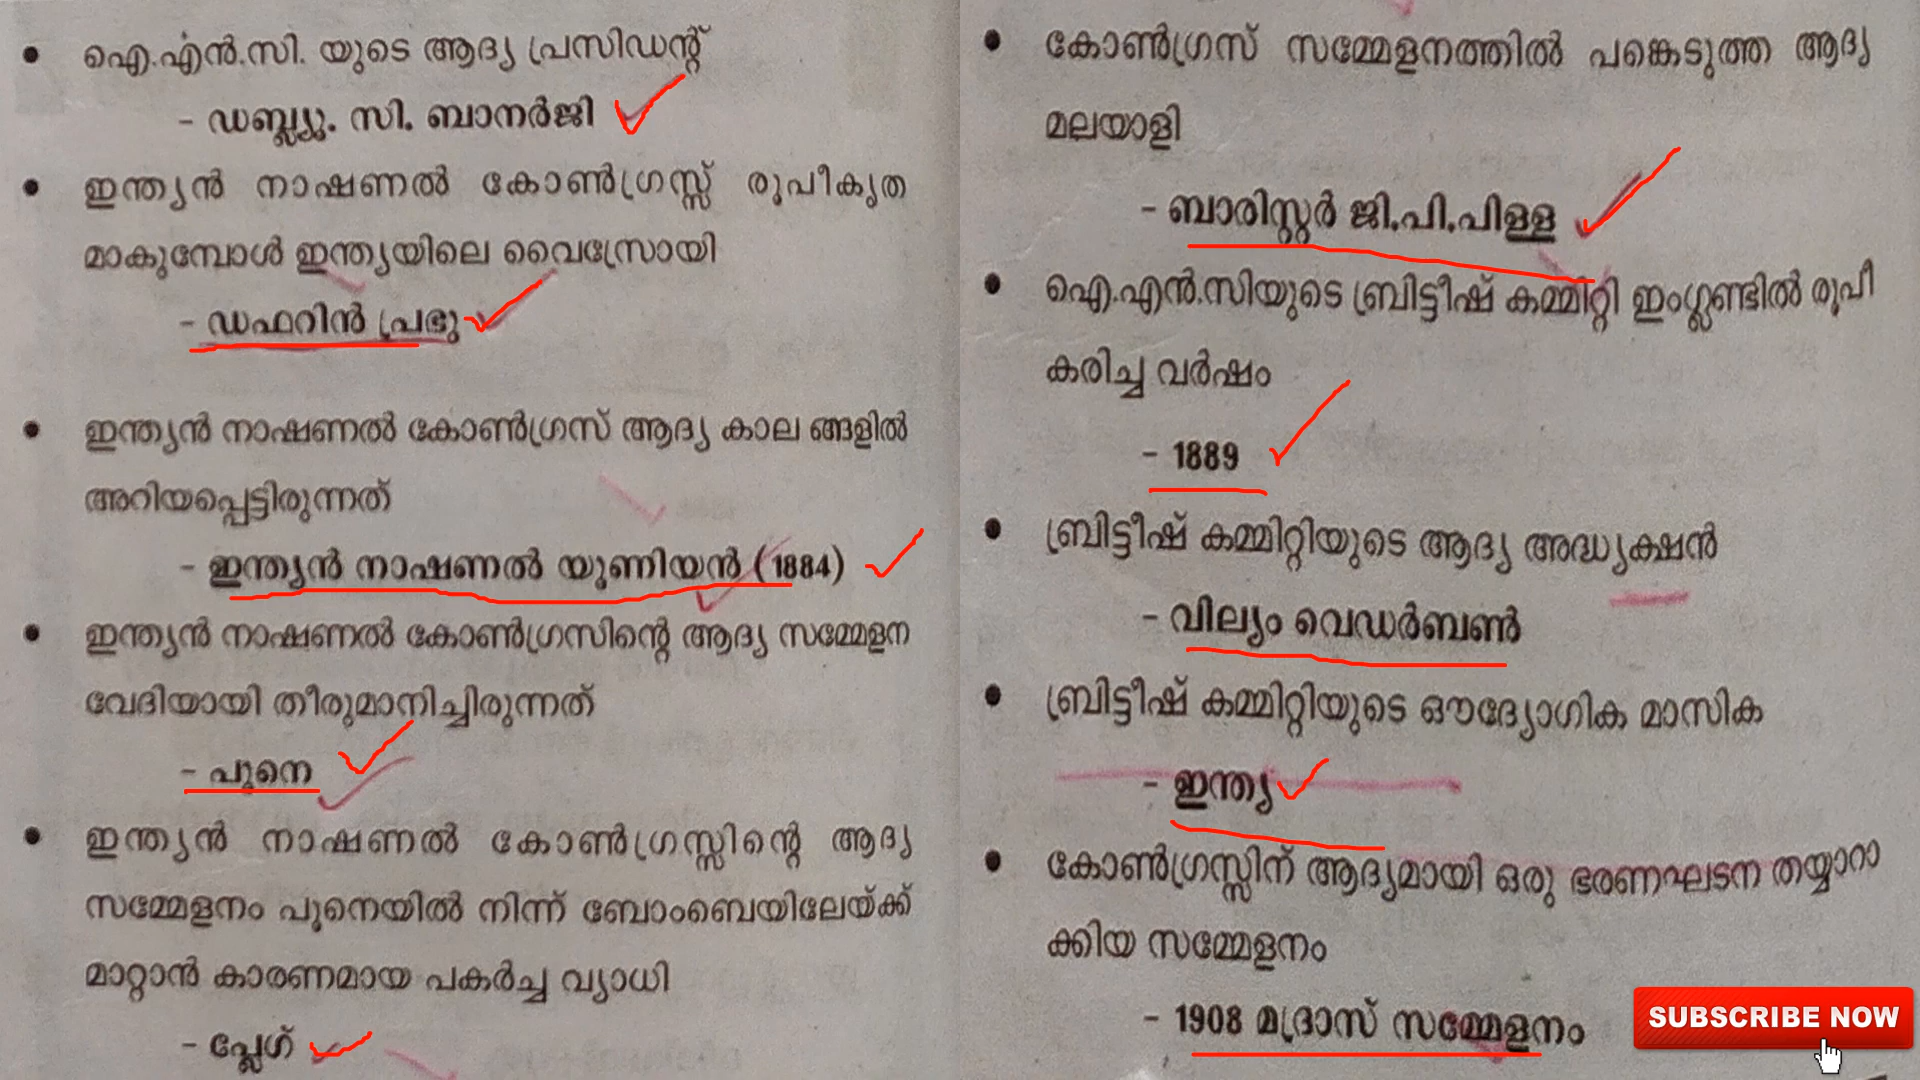 • ഐ.എൻ.സി. യുടെ ആദ്യ പ്രസിഡന്റ്
- ഡബ്ല്യു. സി. ബാനർജി
• ഇന്ത്യൻ നാഷണൽ കോൺഗ്രസ്സ് രൂപീകൃത
മാകുമ്പോൾ ഇന്ത്യയിലെ വൈസ്രോയി
- ഡഫറിൻ പ്രഭു
• ഇന്ത്യൻ നാഷണൽ കോൺഗ്രസ് ആദ്യ കാല ങ്ങളിൽ
അറിയപ്പെട്ടിരുന്നത്
- ഇന്ത്യൻ നാഷണൽ യൂണിയൻ (1884)
• ഇന്ത്യൻ നാഷണൽ കോൺഗ്രസിന്റെ ആദ്യ സമ്മേളന
വേദിയായി തീരുമാനിച്ചിരുന്നത്
- പൂനെ
• ഇന്ത്യൻ നാഷണൽ കോൺഗ്രസ്സിന്റെ ആദ്യ
സമ്മേളനം പൂനെയിൽ നിന്ന് ബോംബെയിലേയ്ക്ക്
മാറ്റാൻ കാരണമായ പകർച്ച വ്യാധി
- പ്ലേഗ്
• കോൺഗ്രസ് സമ്മേളനത്തിൽ പങ്കെടുത്ത ആദ്യ
മലയാളി
- ബാരിസ്റ്റർ ജി.പി.പിള്ള
• ഐ.എൻ.സിയുടെ ബ്രിട്ടീഷ് കമ്മിറ്റി ഇംഗ്ലണ്ടിൽ രൂപീ
കരിച്ച വർഷം
- 1889
• ബ്രിട്ടീഷ് കമ്മിറ്റിയുടെ ആദ്യ അദ്ധ്യക്ഷൻ
- വില്യം വെഡർബൺ
• ബ്രിട്ടീഷ് കമ്മിറ്റിയുടെ ഔദ്യോഗിക മാസിക
- ഇന്ത്യ
• കോൺഗ്രസ്സിന് ആദ്യമായി ഒരു ഭരണഘടന തയ്യാറാ
ക്കിയ സമ്മേളനം
- 1908 മദ്രാസ് സമ്മേളനം
SUBSCRIBE NOW